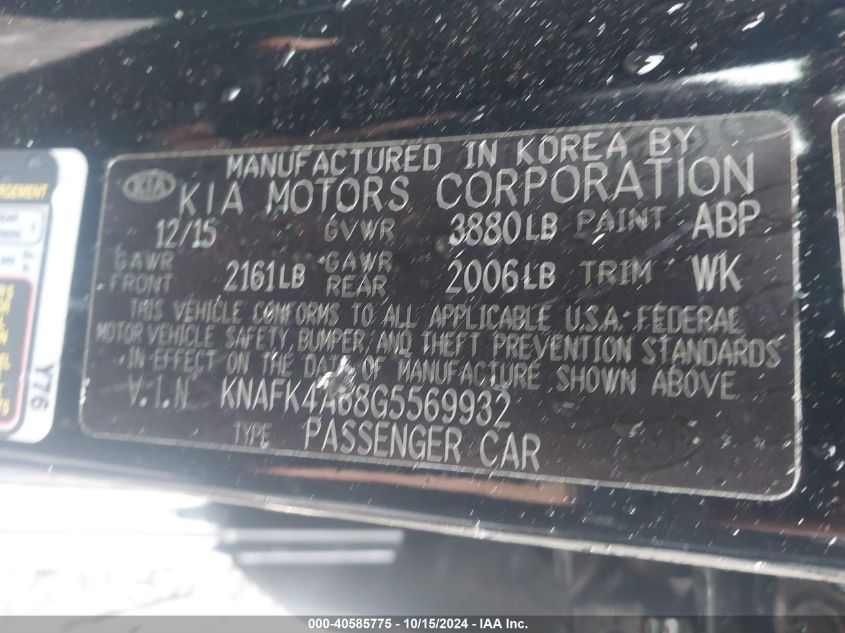 MANUFACTURED IN KOREA BY
KIA KIA MOTORS CORPORATION
12/15 GVWR 3880LB PAINT ABP
GAWR FRONT 2161LB GAWR REAR 2006LB TRIM WK
THIS VEHICLE CONFORMS TO ALL APPLICABLE U.S.A. FEDERAL
MOTOR VEHICLE SAFETY, BUMPER, AND THEFT PREVENTION STANDARDS
IN EFFECT ON THE DATE OF MANUFACTURE SHOWN ABOVE.
V.I.N KNAFK4A68G5569932
TYPE PASSENGER CAR
Y76
000-40585775 - 10/15/2024 - IAA Inc.